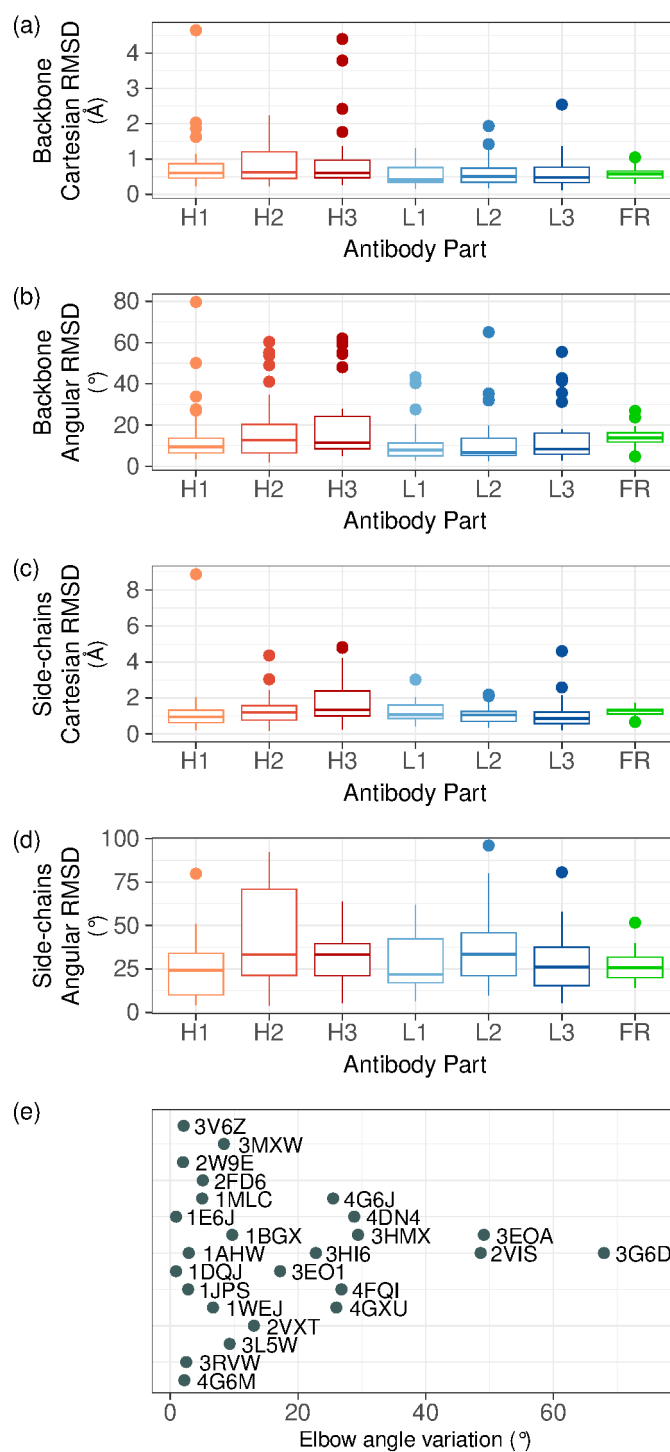 (a)
Backbone
Cartesian RMSD
(Å)
4
3
2
1
0
H1 H2 H3 L1 L2 L3 FR
Antibody Part
(b)
Backbone
Angular RMSD
(°)
80
60
40
20
0
H1 H2 H3 L1 L2 L3 FR
Antibody Part
(c)
Side-chains
Cartesian RMSD
(Å)
8
6
4
2
0
H1 H2 H3 L1 L2 L3 FR
Antibody Part
(d)
Side-chains
Angular RMSD
(°)
100
75
50
25
0
H1 H2 H3 L1 L2 L3 FR
Antibody Part
(e)
3V6Z
3MXW
2W9E
2FD6
1MLC 4G6J
1E6J 4DN4
1BGX 3HMX 3EOA
1AHW 3HI6 2VIS 3G6D
1DQJ 3EO1
1JPS 4FQI
1WEJ 4GXU
2VXT
3L5W
3RVW
4G6M
0 20 40 60
Elbow angle variation (°)